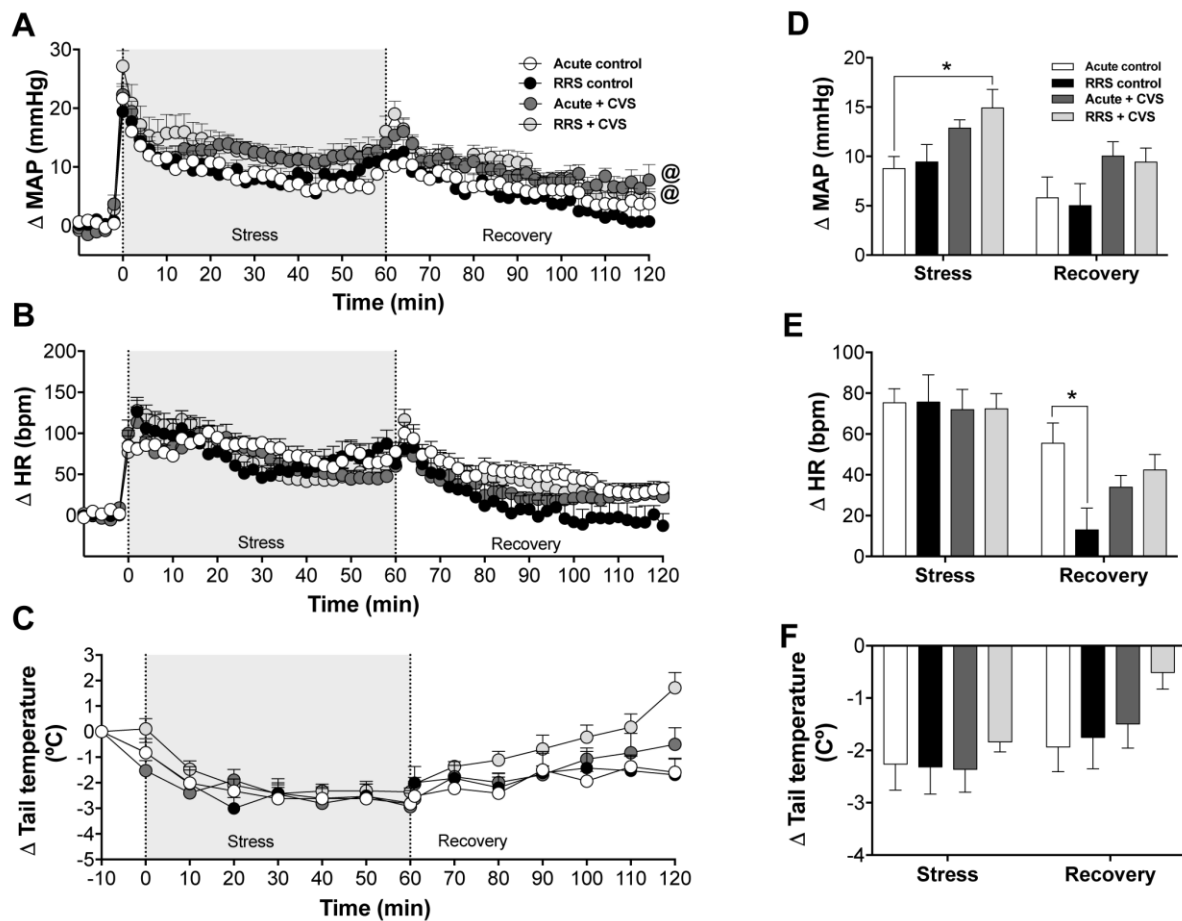 A
Δ MAP (mmHg)
30
20
10
0
Acute control
RRS control
Acute + CVS
RRS + CVS
@
@
Stress
Recovery
0 10 20 30 40 50 60 70 80 90 100 110 120
Time (min)
B
Δ HR (bpm)
200
150
100
50
0
Stress
Recovery
0 10 20 30 40 50 60 70 80 90 100 110 120
Time (min)
C
Δ Tail temperature
(ºC)
3
2
1
0
-1
-2
-3
-4
-5
Stress
Recovery
-10 0 10 20 30 40 50 60 70 80 90 100 110 120
Time (min)
D
Δ MAP (mmHg)
20
15
10
5
0
*
Acute control
RRS control
Acute + CVS
RRS + CVS
Stress Recovery
E
Δ HR (bpm)
100
80
60
40
20
0
*
Stress Recovery
F
Δ Tail temperature
(Cº)
0
-1
-2
-3
-4
Stress Recovery